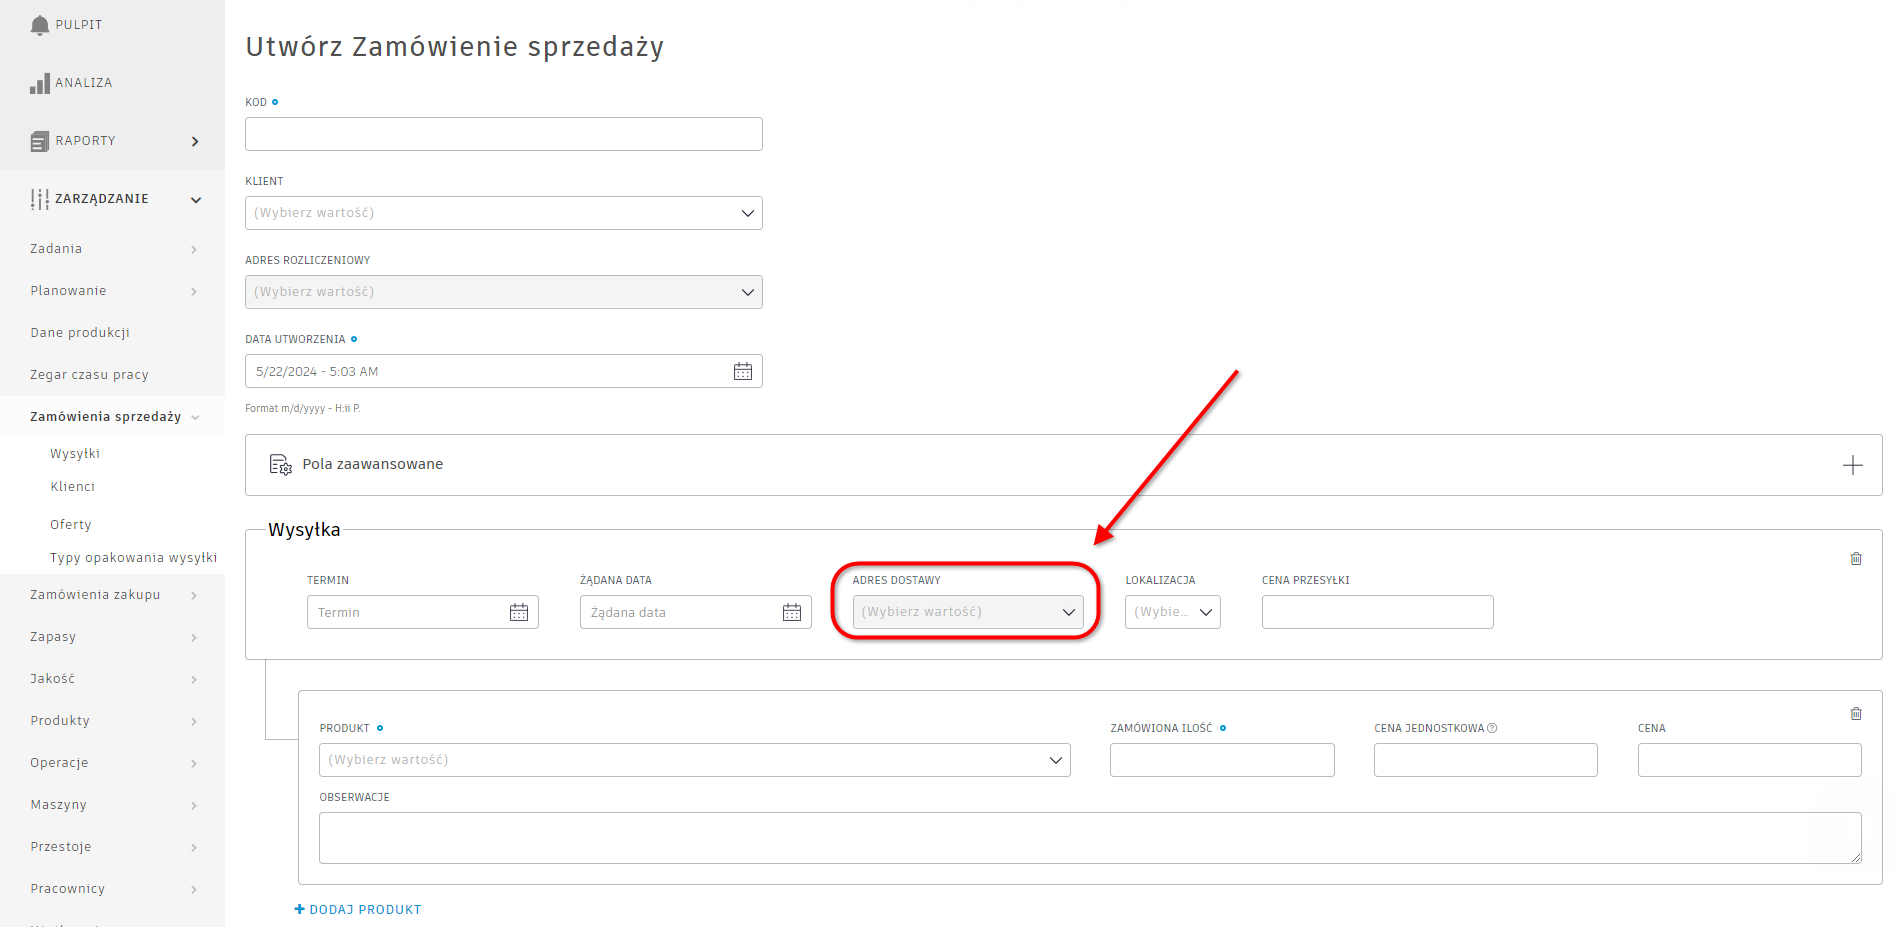 PULPIT
ANALIZA
RAPORTY
ZARZĄDZANIE
Zadania
Planowanie
Dane produkcji
Zegar czasu pracy
Zamówienia sprzedaży
Wysyłki
Klienci
Oferty
Typy opakowania wysyłki
Zamówienia zakupu
Zapasy
Jakość
Produkty
Operacje
Maszyny
Przestoje
Pracownicy
Utwórz Zamówienie sprzedaży
KOD
KLIENT
(Wybierz wartość)
ADRES ROZLICZENIOWY
(Wybierz wartość)
DATA UTWORZENIA
5/22/2024 - 5:03 AM
Format m/d/yyyy - H:ii P.
Pola zaawansowane
Wysyłka
TERMIN ŻĄDANA DATA ADRES DOSTAWY LOKALIZACJA CENA PRZESYŁKI
Termin Żądana data (Wybierz wartość) (Wybie...
PRODUKT ZAMÓWIONA ILOŚĆ CENA JEDNOSTKOWA CENA
(Wybierz wartość)
OBSERWACJE
DODAJ PRODUKT